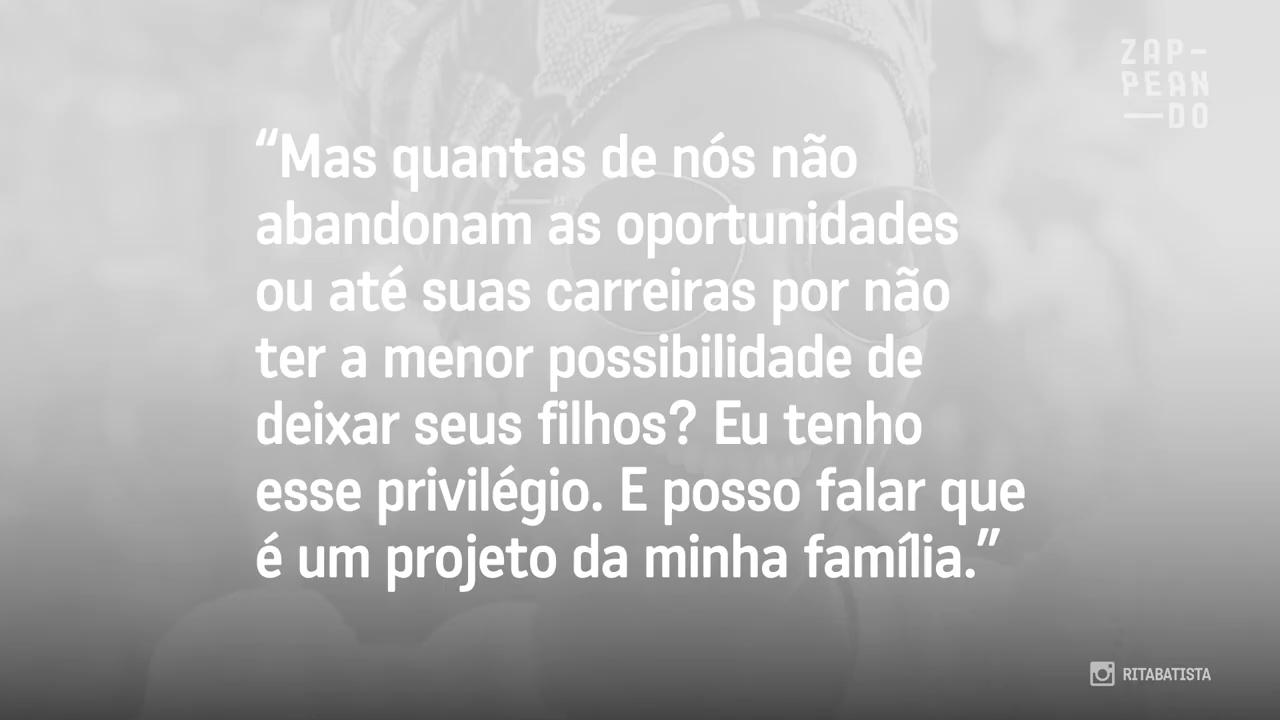 ZAP-
PEAN
—DO
“Mas quantas de nós não
abandonam as oportunidades
ou até suas carreiras por não
ter a menor possibilidade de
deixar seus filhos? Eu tenho
esse privilégio. E posso falar que
é um projeto da minha família.”
RITABATISTA